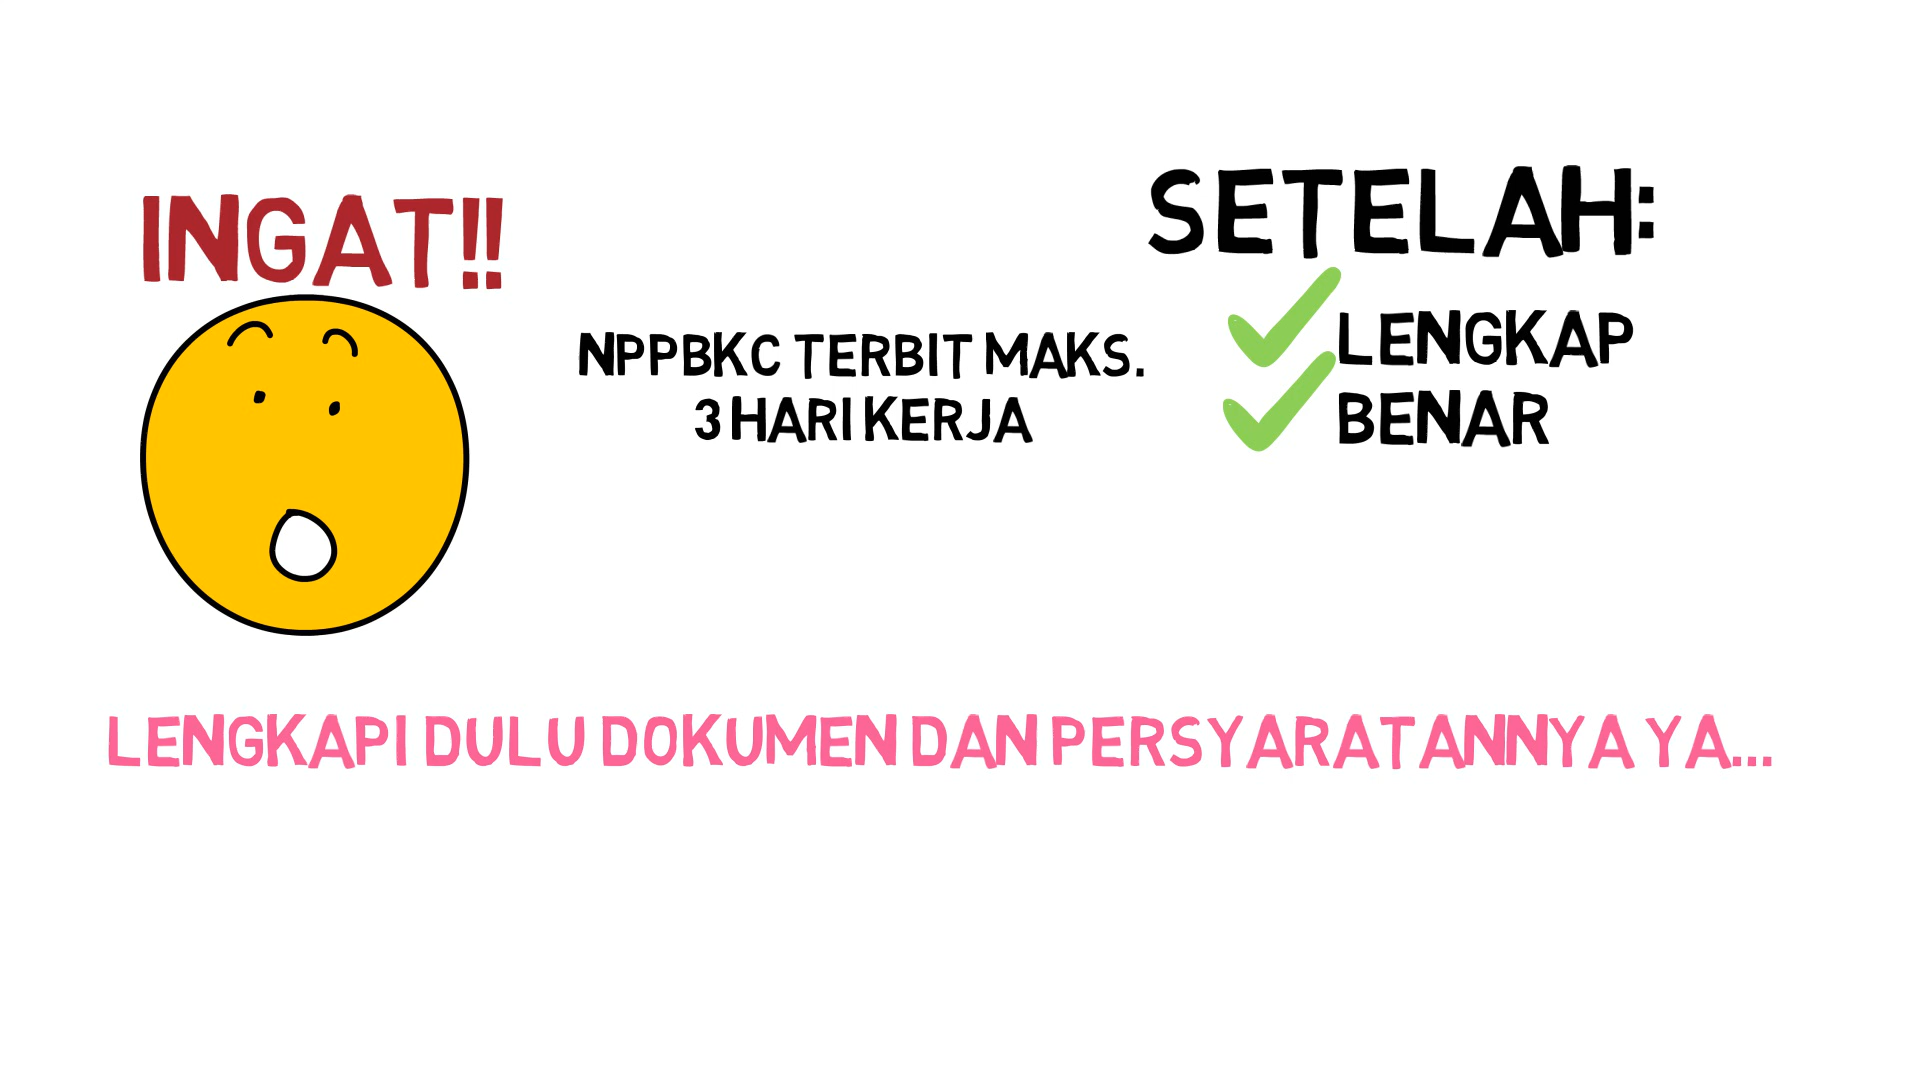 INGAT!!
NPPBKC TERBIT MAKS.
3 HARI KERJA
SETELAH:
LENGKAP
BENAR
LENGKAPI DULU DOKUMEN DAN PERSYARATANNYA YA...